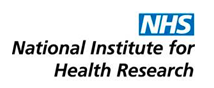 NHS
National Institute for
Health Research